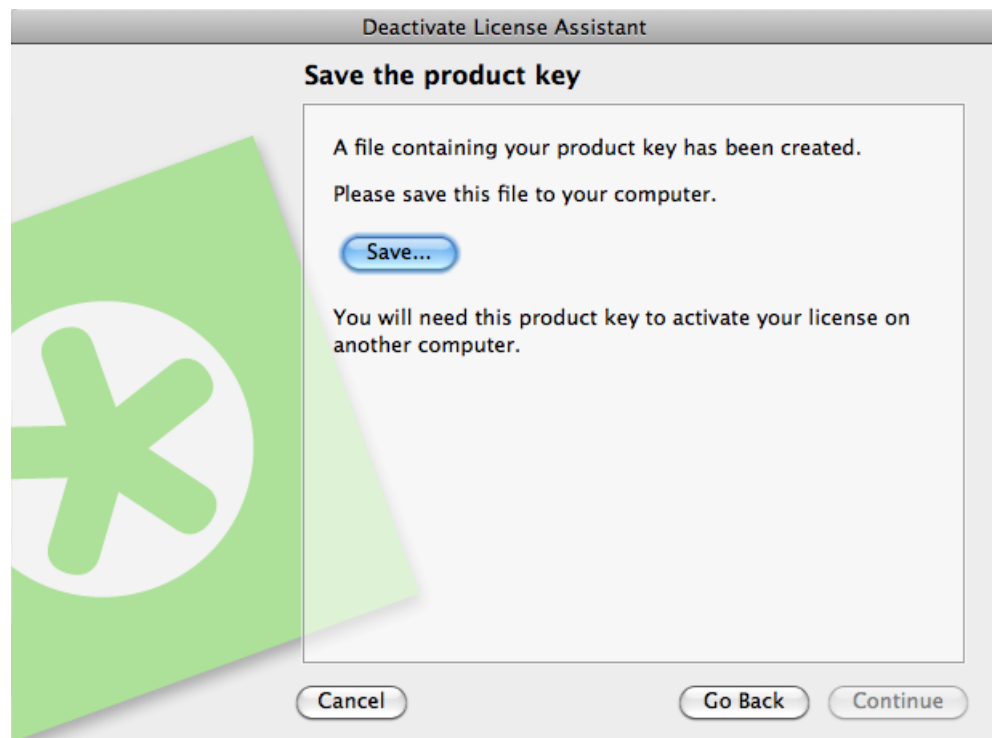 Deactivate License Assistant
Save the product key
A file containing your product key has been created.
Please save this file to your computer.
Save...
You will need this product key to activate your license on
another computer.
Cancel
Go Back
Continue